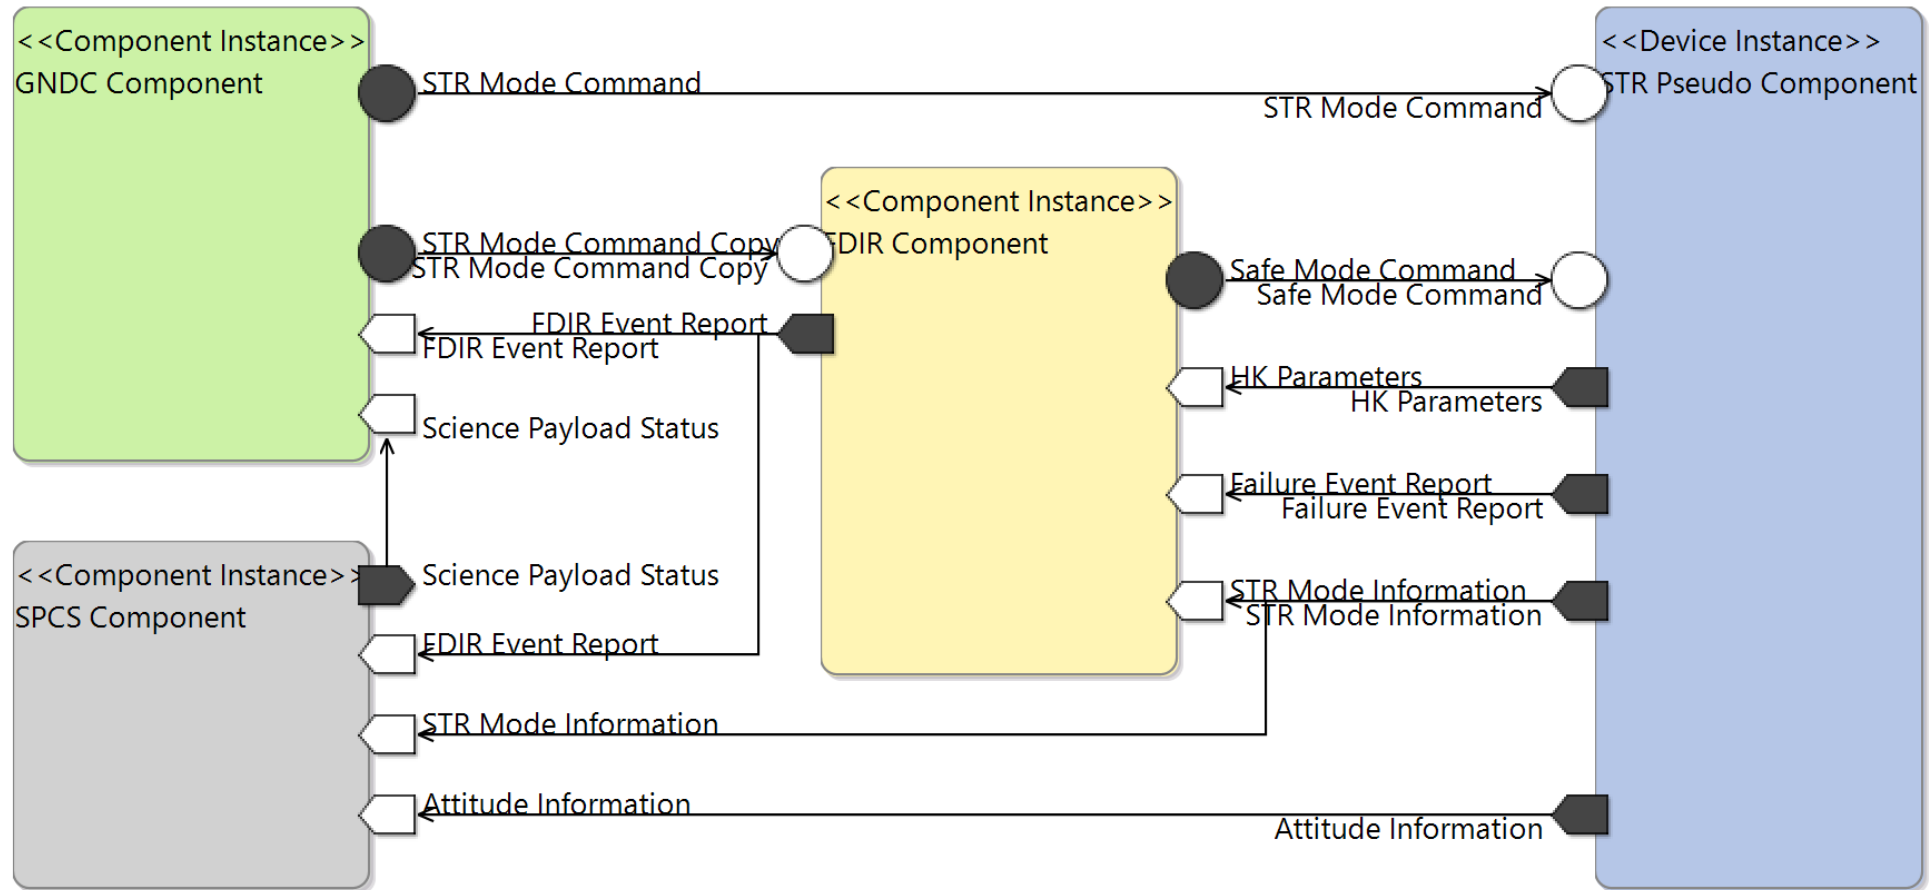 <<Component Instance>>
GNDC Component
<<Device Instance>>
STR Pseudo Component
STR Mode Command
STR Mode Command
<<Component Instance>>
FDIR Component
STR Mode Command Copy
STR Mode Command Copy
Safe Mode Command
Safe Mode Command
FDIR Event Report
FDIR Event Report
HK Parameters
HK Parameters
Science Payload Status
Failure Event Report
Failure Event Report
<<Component Instance>>
SPCS Component
Science Payload Status
STR Mode Information
STR Mode Information
FDIR Event Report
STR Mode Information
Attitude Information
Attitude Information